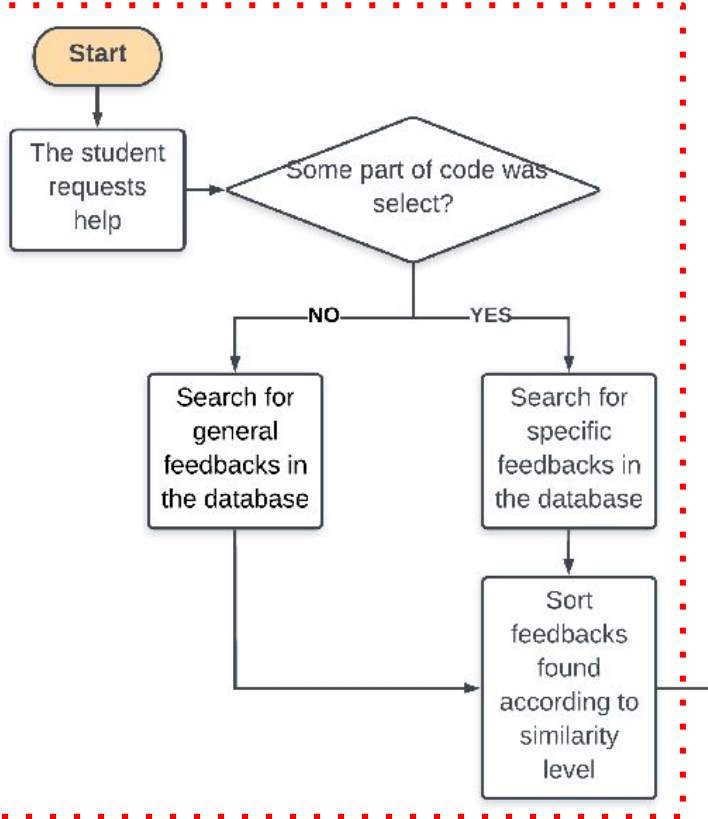 Start
The student
requests
help
Some part of code was
select?
NO
YES
Search for
general
feedbacks in
the database
Search for
specific
feedbacks in
the database
Sort
feedbacks
found
according to
similarity
level